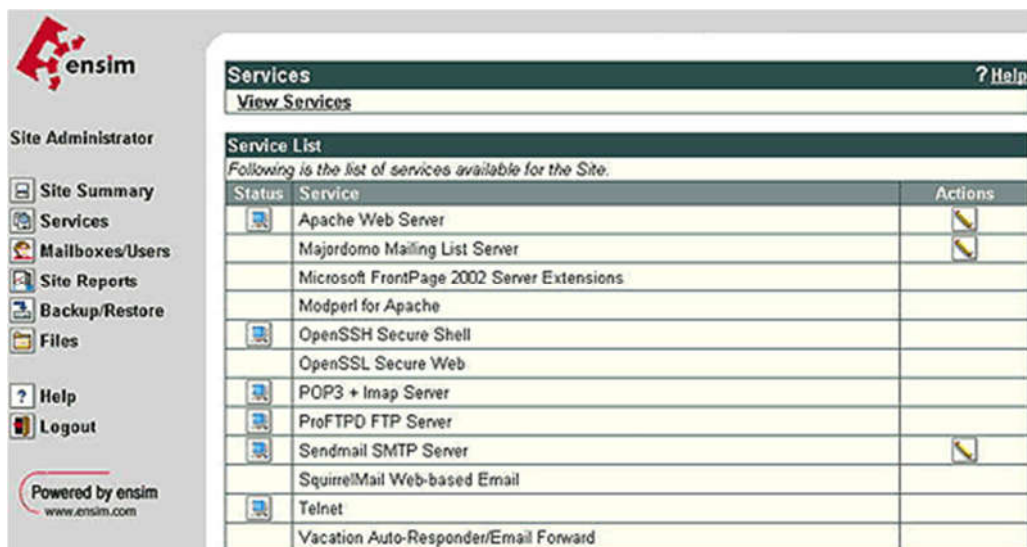 ensim
Site Administrator
Site Summary
Services
Mailboxes/Users
Site Reports
Backup/Restore
Files
? Help
Logout
Powered by ensim
www.ensim.com
Services ? Help
View Services
Service List
Following is the list of services available for the Site.
Status Service Actions
Apache Web Server
Majordomo Mailing List Server
Microsoft FrontPage 2002 Server Extensions
Modperl for Apache
OpenSSH Secure Shell
OpenSSL Secure Web
POP3 + Imap Server
ProFTPD FTP Server
Sendmail SMTP Server
SquirrelMail Web-based Email
Telnet
Vacation Auto-Responder/Email Forward